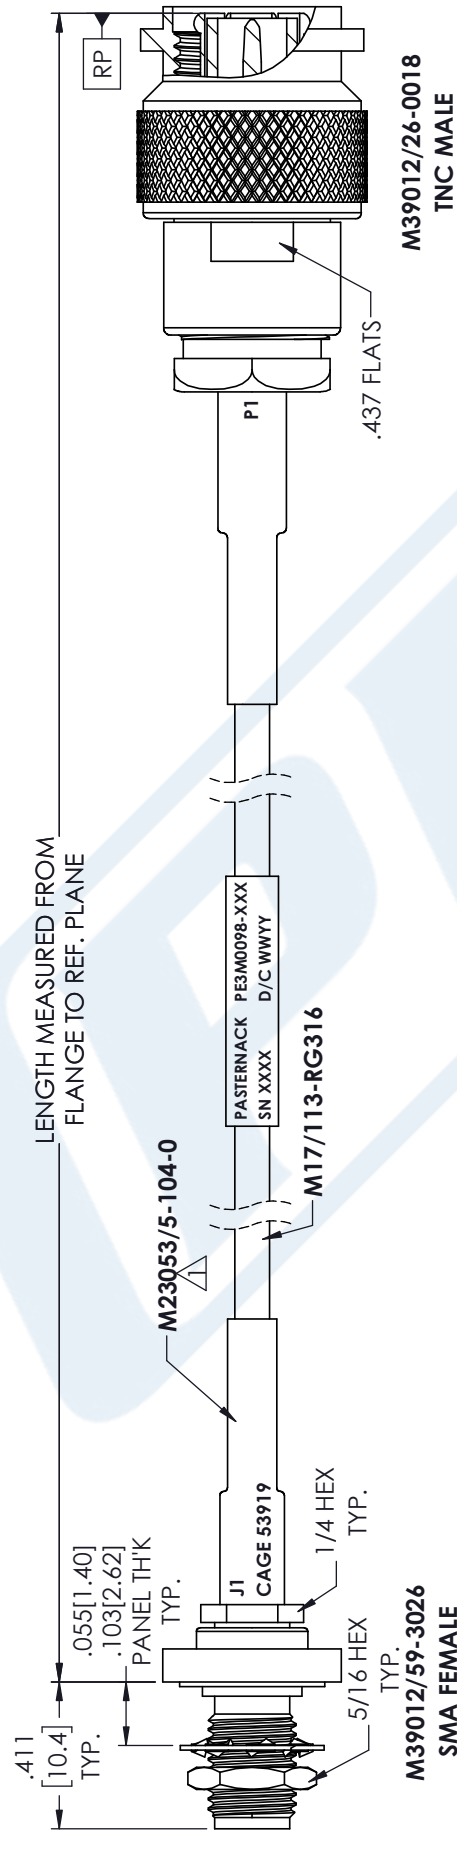 .411
[10.4]
TYP.
LENGTH MEASURED FROM
FLANGE TO REF. PLANE
RP
.055[1.40]
.103[2.62]
PANEL TH'K
TYP.
M23053/5-104-0
1
J1
CAGE 53919
PASTERNACK PE3M0098-XXX
SN XXXX D/C WWYY
P1
5/16 HEX
TYP.
1/4 HEX
TYP.
M17/113-RG316
.437 FLATS
M39012/59-3026
SMA FEMALE
M39012/26-0018
TNC MALE